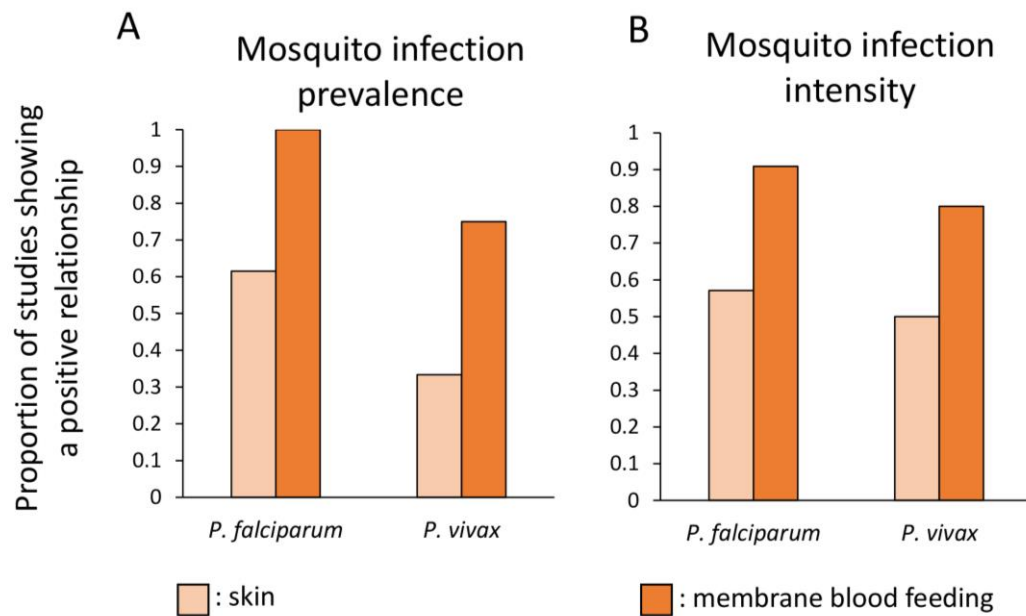 A
Mosquito infection
prevalence
B
Mosquito infection
intensity
Proportion of studies showing
a positive relationship
1
0.9
0.8
0.7
0.6
0.5
0.4
0.3
0.2
0.1
0
P. falciparum
P. vivax
1
0.9
0.8
0.7
0.6
0.5
0.4
0.3
0.2
0.1
0
P. falciparum
P. vivax
: skin
: membrane blood feeding